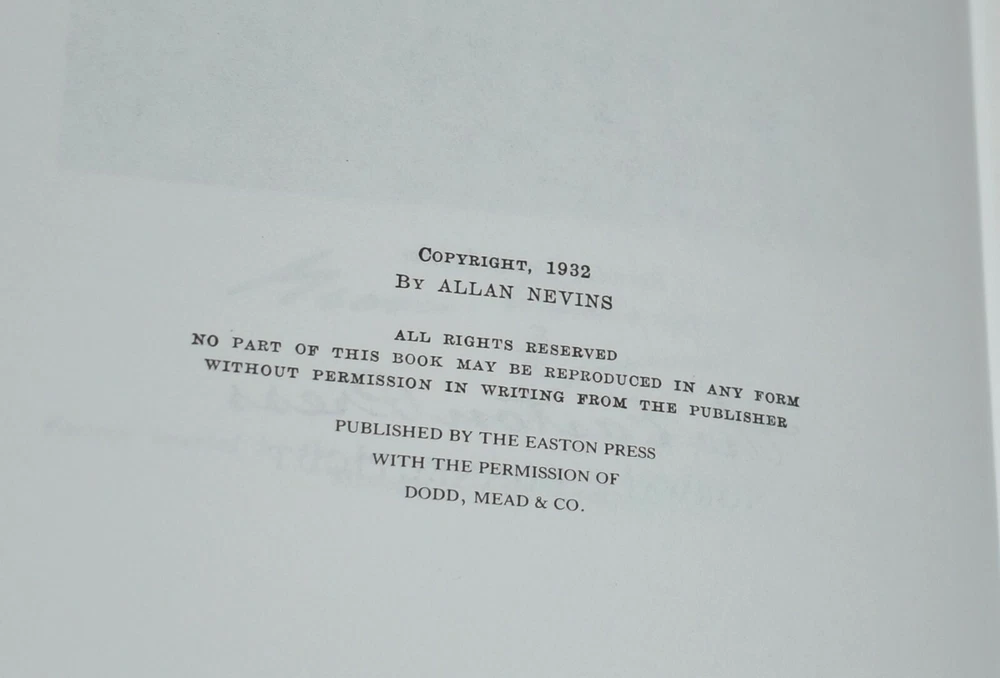 COPYRIGHT, 1932
BY ALLAN NEVINS
ALL RIGHTS RESERVED
NO PART OF THIS BOOK MAY BE REPRODUCED IN ANY FORM
WITHOUT PERMISSION IN WRITING FROM THE PUBLISHER
PUBLISHED BY THE EASTON PRESS
WITH THE PERMISSION OF
DODD, MEAD & CO.